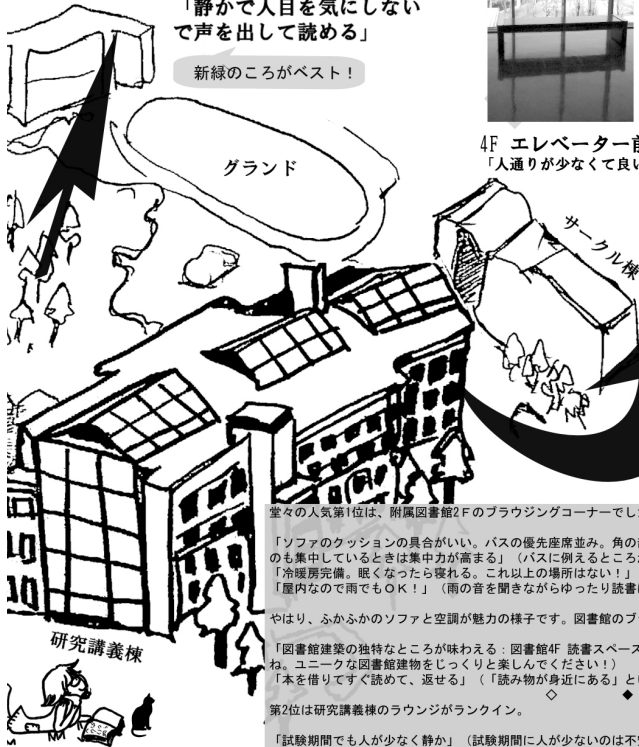 「静かで人目を気にしない
で声を出して読める」
新緑のころがベスト！
4F エレベーター前
「人通りが少なくて良い
グランド
サークル棟
研究講義棟
堂々の人気第1位は、附属図書館2Ｆのブラウジングコーナーでし
「ソファのクッションの具合がいい。バスの優先座席並み。角の
のも集中しているときは集中力が高まる」（バスに例えるところ
「冷暖房完備。眠くなったら寝れる。これ以上の場所はない！」
「屋内なので雨でもＯＫ！」（雨の音を聞きながらゆったり読書
やはり、ふかふかのソファと空調が魅力の様子です。図書館のブ
「図書館建築の独特なところが味わえる：図書館4F 読書スペース
ね。ユニークな図書館建物をじっくりと楽しんでください！）
「本を借りてすぐ読めて、返せる」（「読み物が身近にある」と
◇ ◆
第2位は研究講義棟のラウンジがランクイン。
「試験期間でも人が少なく静か」（試験期間に人が少ないのは不